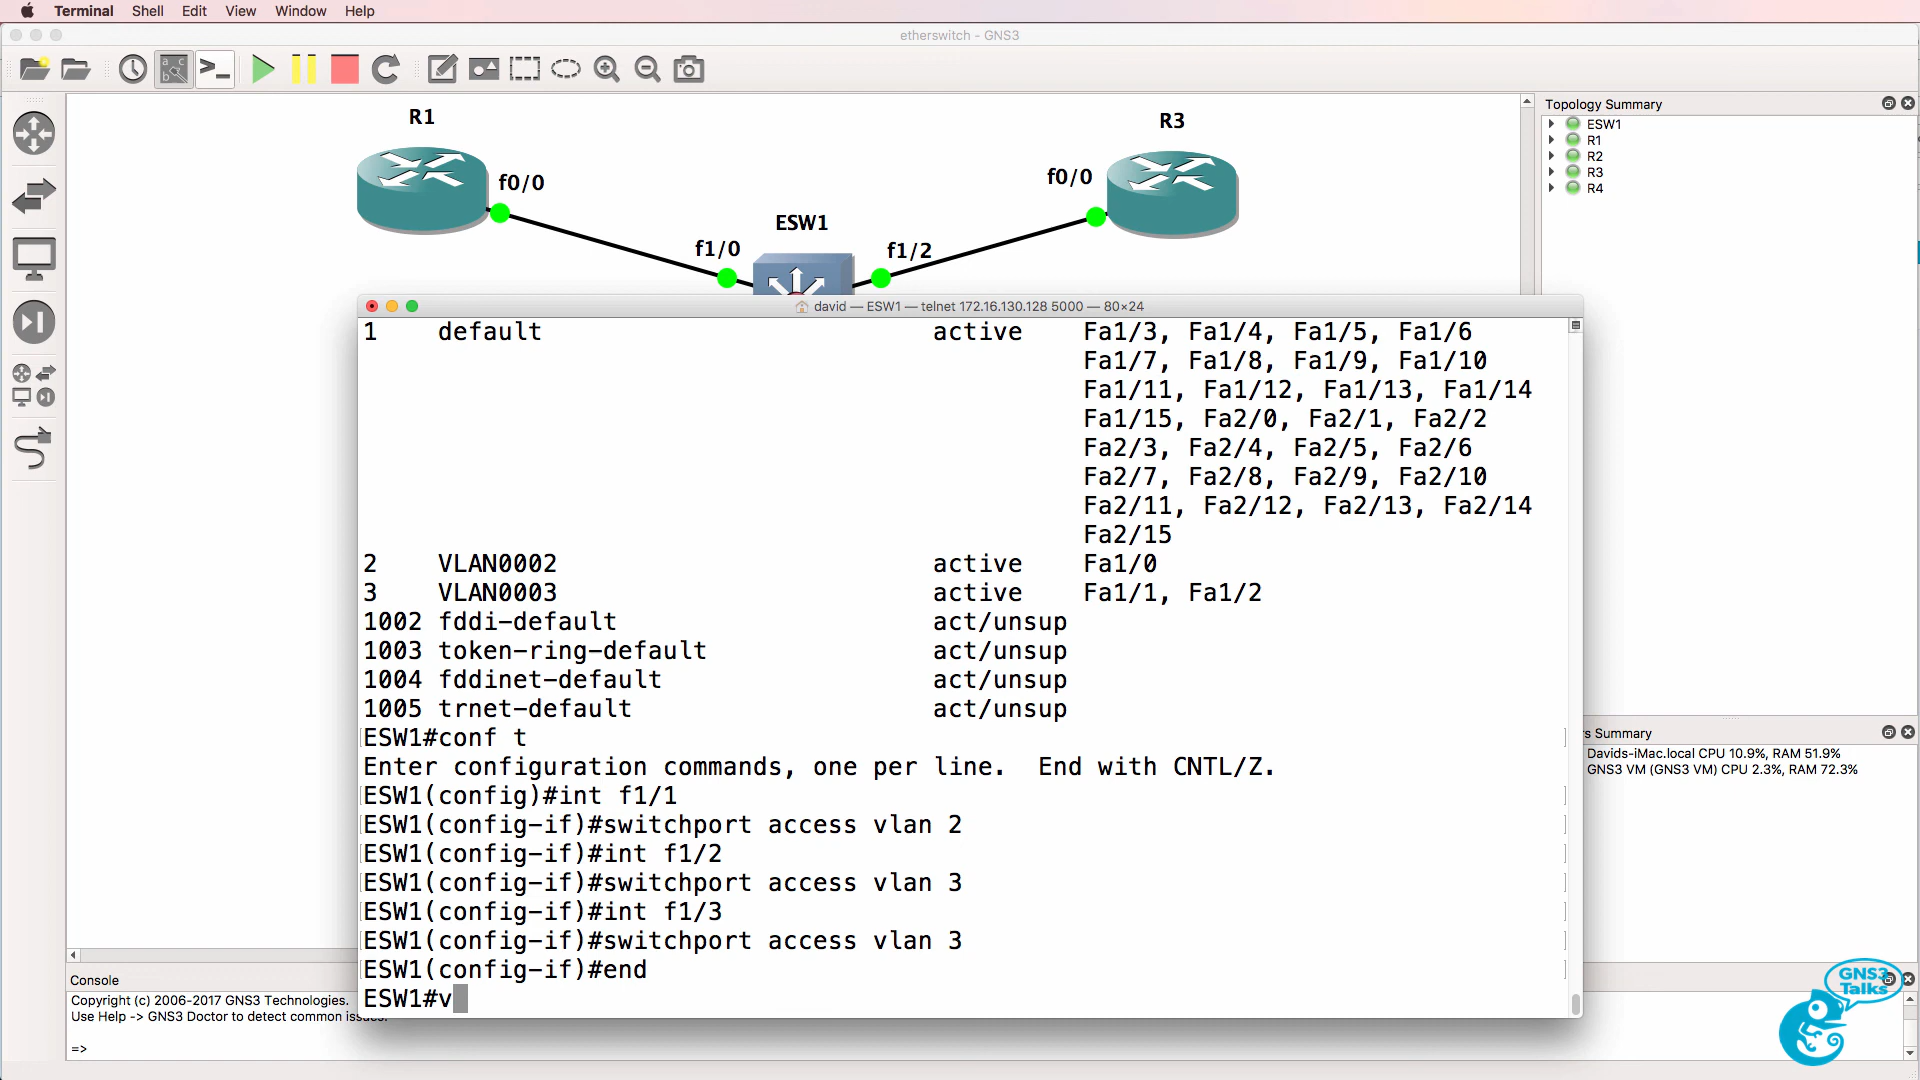 Terminal Shell Edit View Window Help
etherswitch - GNS3
R1
R3
f0/0
f0/0
ESW1
f1/0
f1/2
Topology Summary
ESW1
R1
R2
R3
R4
david — ESW1 — telnet 172.16.130.128 5000 — 80×24
1 default active Fa1/3, Fa1/4, Fa1/5, Fa1/6
Fa1/7, Fa1/8, Fa1/9, Fa1/10
Fa1/11, Fa1/12, Fa1/13, Fa1/14
Fa1/15, Fa2/0, Fa2/1, Fa2/2
Fa2/3, Fa2/4, Fa2/5, Fa2/6
Fa2/7, Fa2/8, Fa2/9, Fa2/10
Fa2/11, Fa2/12, Fa2/13, Fa2/14
Fa2/15
2 VLAN0002 active Fa1/0
3 VLAN0003 active Fa1/1, Fa1/2
1002 fddi-default act/unsup
1003 token-ring-default act/unsup
1004 fddinet-default act/unsup
1005 trnet-default act/unsup
ESW1#conf t
Enter configuration commands, one per line. End with CNTL/Z.
ESW1(config)#int f1/1
ESW1(config-if)#switchport access vlan 2
ESW1(config-if)#int f1/2
ESW1(config-if)#switchport access vlan 3
ESW1(config-if)#int f1/3
ESW1(config-if)#switchport access vlan 3
ESW1(config-if)#end
ESW1#v
s Summary
Davids-iMac.local CPU 10.9%, RAM 51.9%
GNS3 VM (GNS3 VM) CPU 2.3%, RAM 72.3%
Console
Copyright (c) 2006-2017 GNS3 Technologies.
Use Help -> GNS3 Doctor to detect common issues.
=>
GNS3
Talks